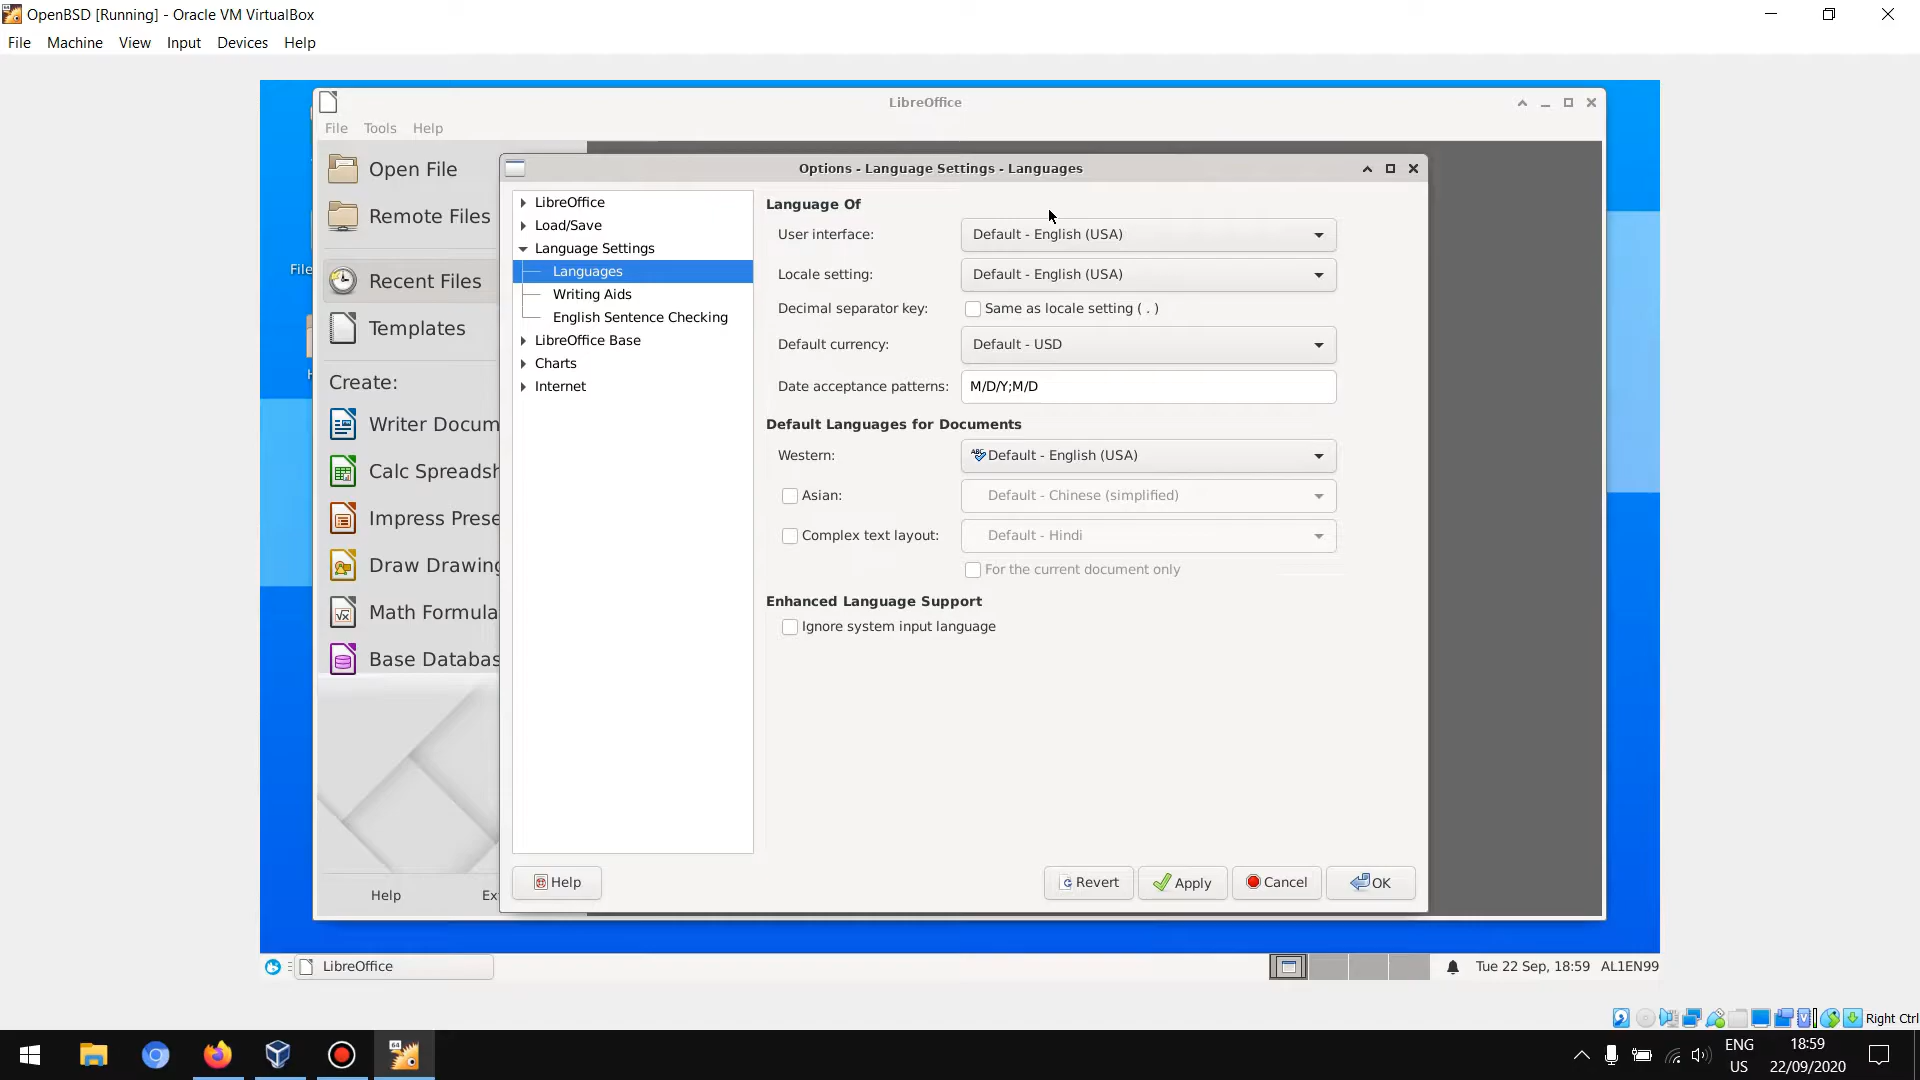 OpenBSD [Running] - Oracle VM VirtualBox
File Machine View Input Devices Help
LibreOffice
File Tools Help
Open File
Remote Files
Recent Files
Templates
Create:
Writer Docum
Calc Spreadsh
Impress Prese
Draw Drawing
Math Formula
Base Databas
Help Ex
File
Options - Language Settings - Languages
LibreOffice
Load/Save
Language Settings
Languages
Writing Aids
English Sentence Checking
LibreOffice Base
Charts
Internet
Language Of
User interface: Default - English (USA)
Locale setting: Default - English (USA)
Decimal separator key: Same as locale setting ( . )
Default currency: Default - USD
Date acceptance patterns: M/D/Y;M/D
Default Languages for Documents
Western: Default - English (USA)
Asian: Default - Chinese (simplified)
Complex text layout: Default - Hindi
For the current document only
Enhanced Language Support
Ignore system input language
Help Revert Apply Cancel OK
LibreOffice Tue 22 Sep, 18:59 AL1EN99
Right Ctrl
ENG
US
18:59
22/09/2020